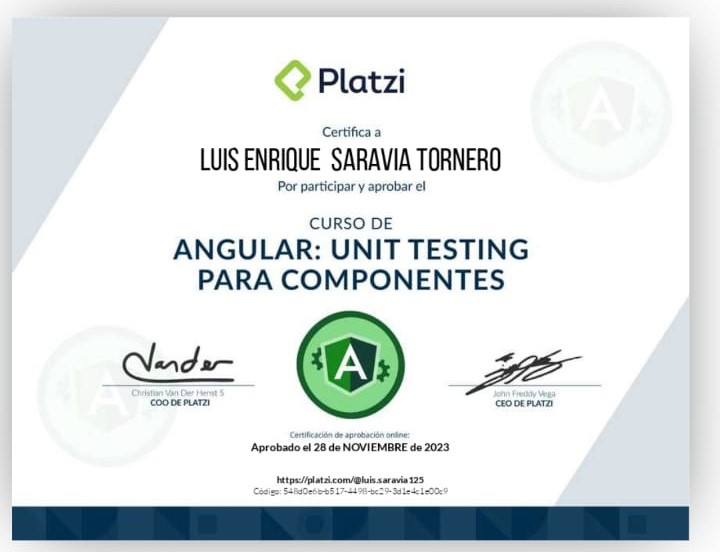 Platzi
Certifica a
LUIS ENRIQUE SARAVIA TORNERO
Por participar y aprobar el
CURSO DE
ANGULAR: UNIT TESTING
PARA COMPONENTES
A
Christian Van Der Henst S
COO DE PLATZI
John Freddy Vega
CEO DE PLATZI
Certificación de aprobación online:
Aprobado el 28 de NOVIEMBRE de 2023
https://platzi.com/@luis.saravia125
Código: 548d0e6b-b517-4498-bc29-3d1e4c1e00c9